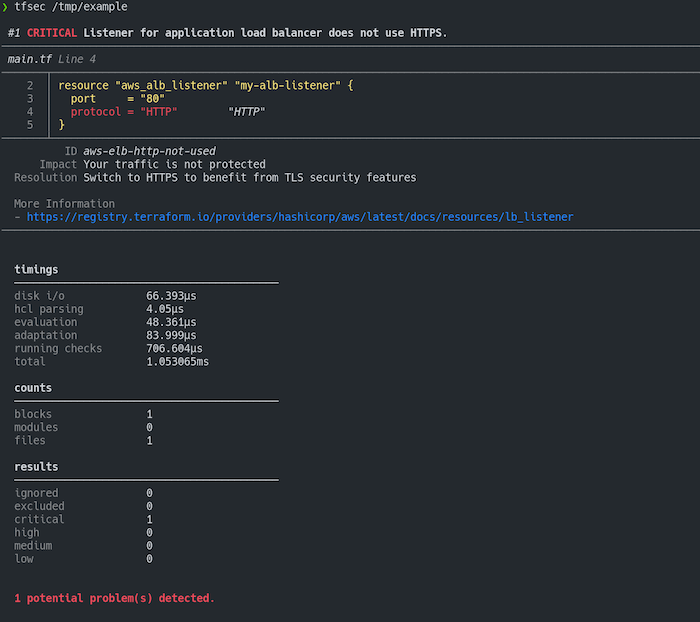 ❯ tfsec /tmp/example
#1 CRITICAL Listener for application load balancer does not use HTTPS.
main.tf Line 4
2 resource "aws_alb_listener" "my-alb-listener" {
3 port = "80"
4 protocol = "HTTP" "HTTP"
5 }
ID aws-elb-http-not-used
Impact Your traffic is not protected
Resolution Switch to HTTPS to benefit from TLS security features
More Information
- https://registry.terraform.io/providers/hashicorp/aws/latest/docs/resources/lb_listener
timings
disk i/o 66.393µs
hcl parsing 4.05µs
evaluation 48.361µs
adaptation 83.999µs
running checks 706.604µs
total 1.053065ms
counts
blocks 1
modules 0
files 1
results
ignored 0
excluded 0
critical 1
high 0
medium 0
low 0
1 potential problem(s) detected.